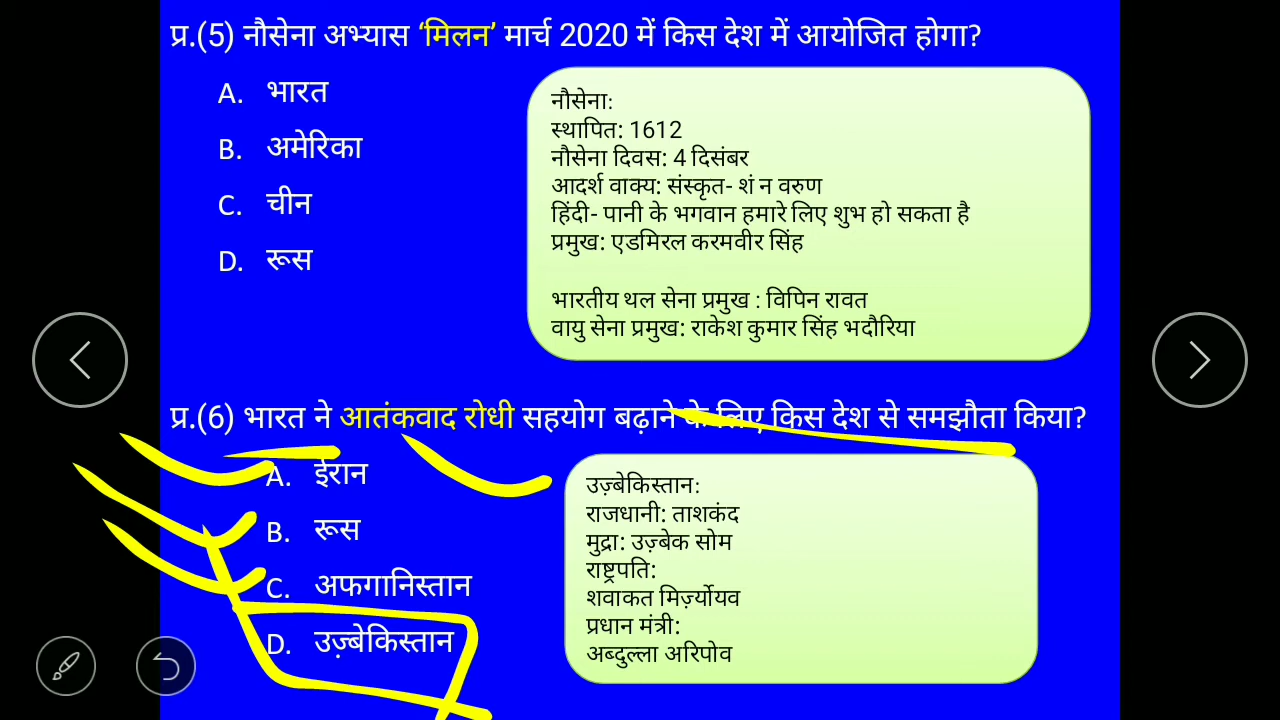 प्र.(5) नौसेना अभ्यास ‘मिलन’ मार्च 2020 में किस देश में आयोजित होगा?
A. भारत
B. अमेरिका
C. चीन
D. रूस
नौसेना:
स्थापित: 1612
नौसेना दिवस: 4 दिसंबर
आदर्श वाक्य: संस्कृत- शं न वरुण
हिंदी- पानी के भगवान हमारे लिए शुभ हो सकता है
प्रमुख: एडमिरल करमवीर सिंह
भारतीय थल सेना प्रमुख : विपिन रावत
वायु सेना प्रमुख: राकेश कुमार सिंह भदौरिया
प्र.(6) भारत ने आतंकवाद रोधी सहयोग बढ़ाने के लिए किस देश से समझौता किया?
A. ईरान
B. रूस
C. अफगानिस्तान
D. उज़्बेकिस्तान
उज़्बेकिस्तान:
राजधानी: ताशकंद
मुद्रा: उज़्बेक सोम
राष्ट्रपति:
शवाकत मिर्ज़्योयव
प्रधान मंत्री:
अब्दुल्ला अरिपोव